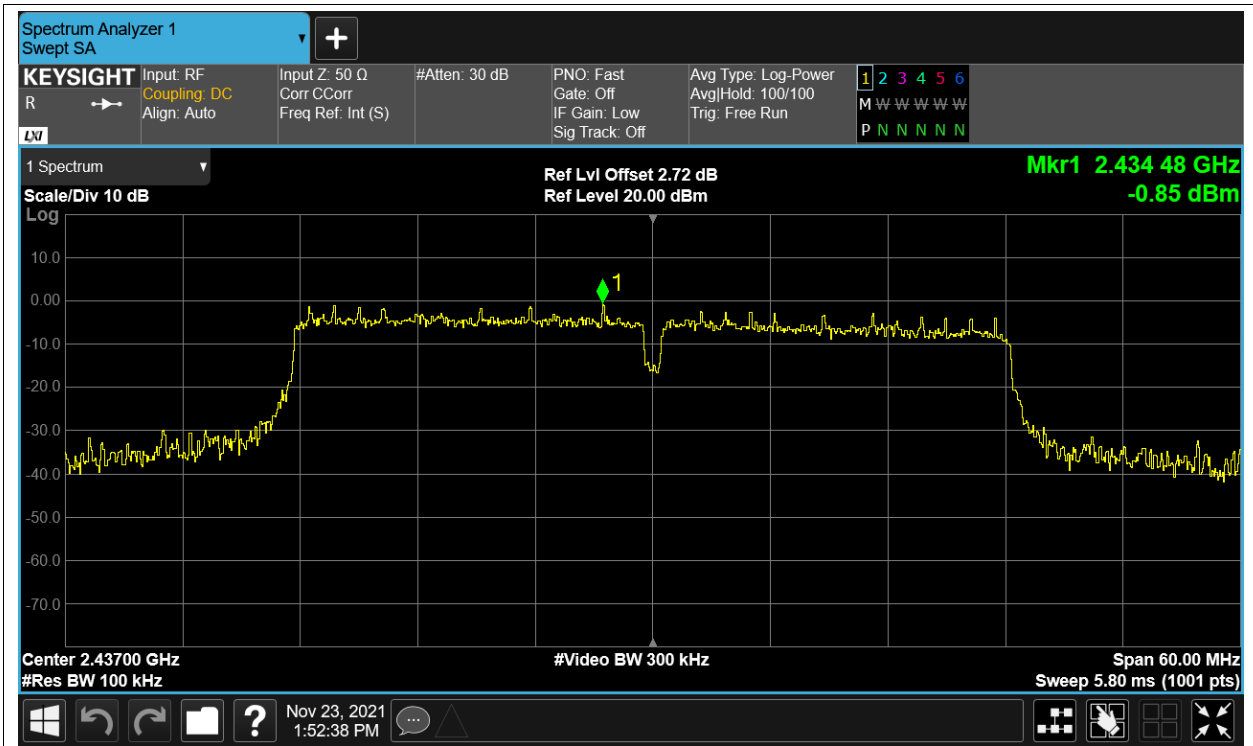 Spectrum Analyzer 1
Swept SA
KEYSIGHT
R
LXI
Input: RF
Coupling: DC
Align: Auto
Input Z: 50 Ω
Corr CCorr
Freq Ref: Int (S)
#Atten: 30 dB
PNO: Fast
Gate: Off
IF Gain: Low
Sig Track: Off
Avg Type: Log-Power
Avg|Hold: 100/100
Trig: Free Run
1 2 3 4 5 6
M W W W W W
P N N N N N
1 Spectrum
Scale/Div 10 dB
Log
Ref Lvl Offset 2.72 dB
Ref Level 20.00 dBm
Mkr1 2.434 48 GHz
-0.85 dBm
10.0
0.00
-10.0
-20.0
-30.0
-40.0
-50.0
-60.0
-70.0
1
Center 2.43700 GHz
#Res BW 100 kHz
#Video BW 300 kHz
Span 60.00 MHz
Sweep 5.80 ms (1001 pts)
?
Nov 23, 2021
1:52:38 PM